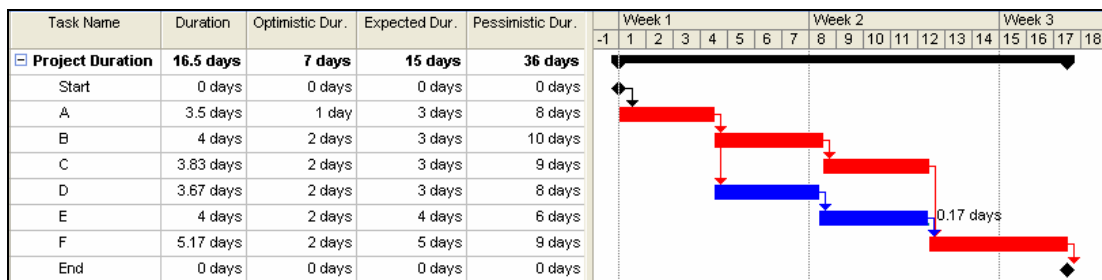 Task Name Duration Optimistic Dur. Expected Dur. Pessimistic Dur. Week 1 Week 2 Week 3
-1 1 2 3 4 5 6 7 8 9 10 11 12 13 14 15 16 17 18
Project Duration 16.5 days 7 days 15 days 36 days
Start 0 days 0 days 0 days 0 days
A 3.5 days 1 day 3 days 8 days
B 4 days 2 days 3 days 10 days
C 3.83 days 2 days 3 days 9 days
D 3.67 days 2 days 3 days 8 days
E 4 days 2 days 4 days 6 days 0.17 days
F 5.17 days 2 days 5 days 9 days
End 0 days 0 days 0 days 0 days